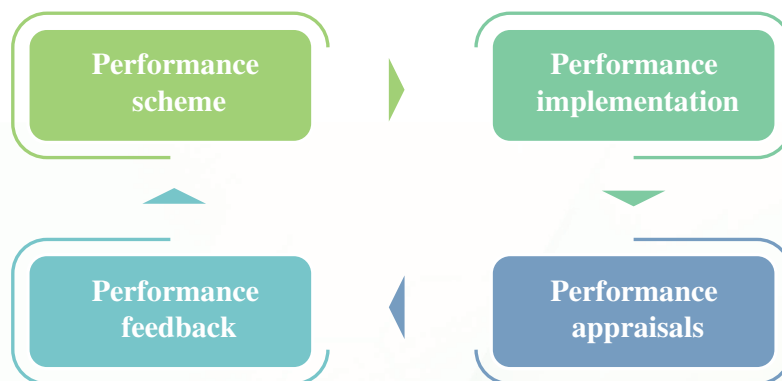 Performance
scheme
Performance
implementation
Performance
feedback
Performance
appraisals